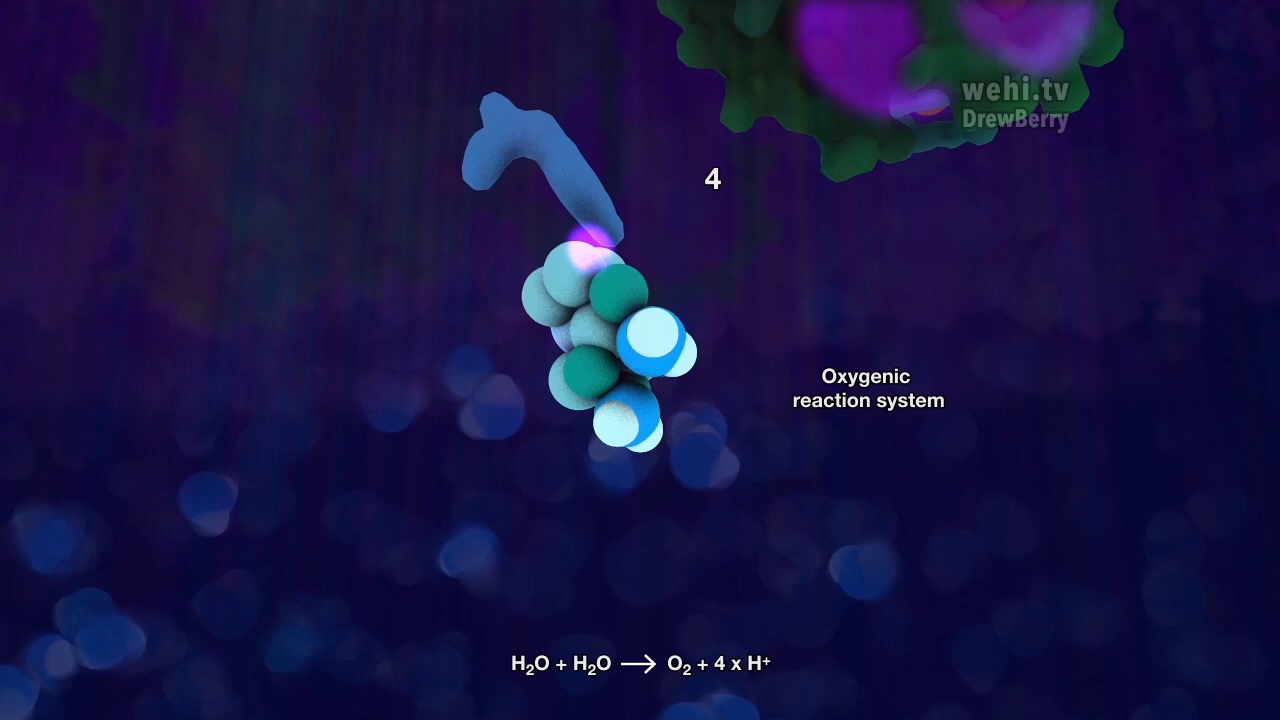 wehi.tv
DrewBerry
4
Oxygenic
reaction system
H₂O + H₂O ⟶ O₂ + 4 x H⁺